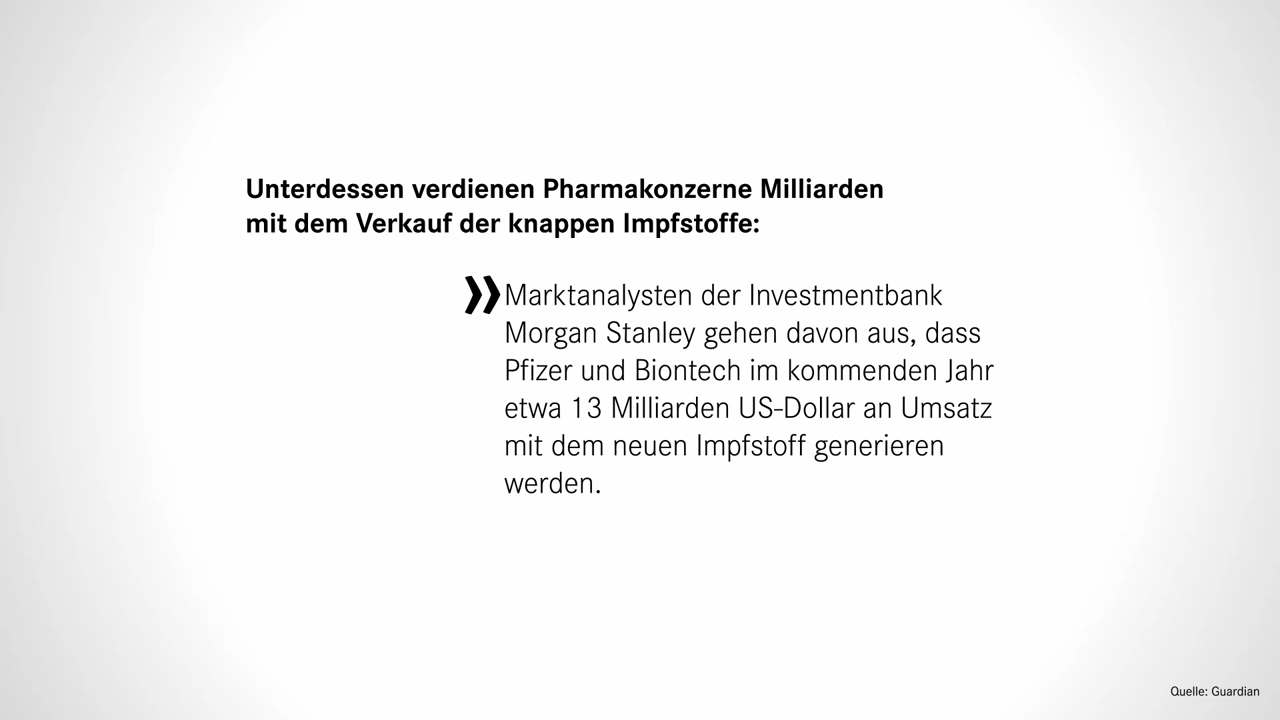 Unterdessen verdienen Pharmakonzerne Milliarden
mit dem Verkauf der knappen Impfstoffe:
»Marktanalysten der Investmentbank
Morgan Stanley gehen davon aus, dass
Pfizer und Biontech im kommenden Jahr
etwa 13 Milliarden US-Dollar an Umsatz
mit dem neuen Impfstoff generieren
werden.
Quelle: Guardian